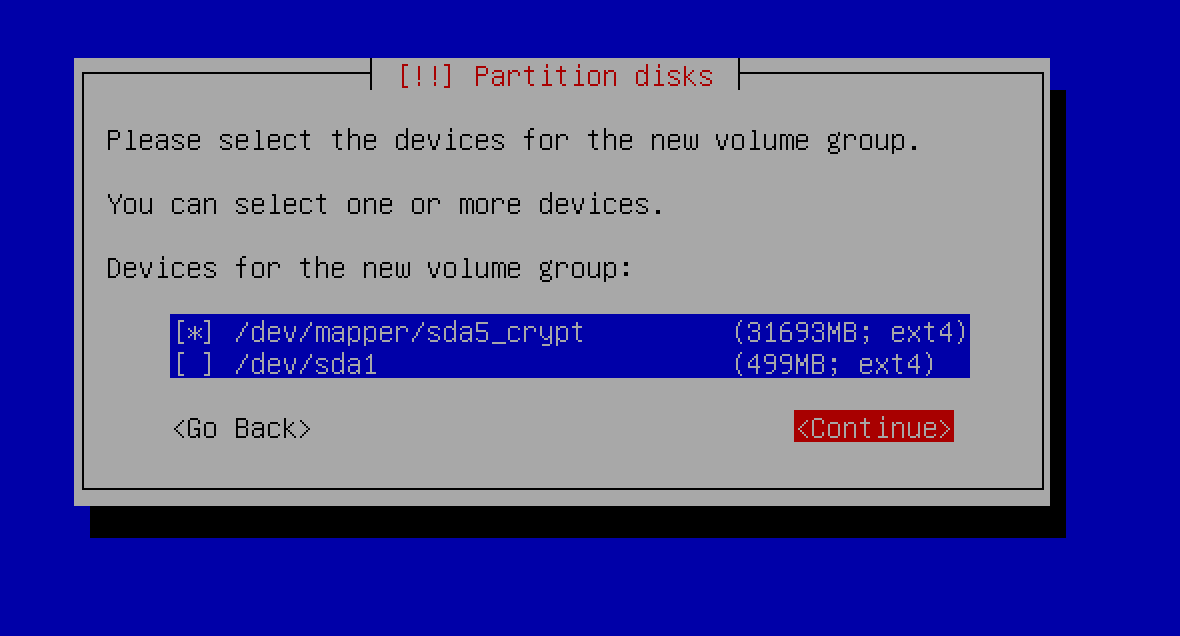 [!!] Partition disks
Please select the devices for the new volume group.
You can select one or more devices.
Devices for the new volume group:
[*] /dev/mapper/sda5_crypt (31693MB; ext4)
[ ] /dev/sda1 (499MB; ext4)
<Go Back> <Continue>